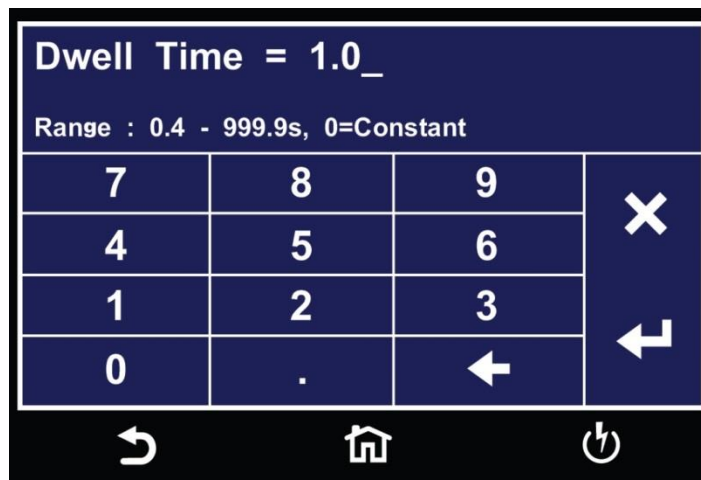 Dwell Time = 1.0_
Range : 0.4 - 999.9s, 0=Constant
7 8 9
4 5 6
1 2 3
0 .